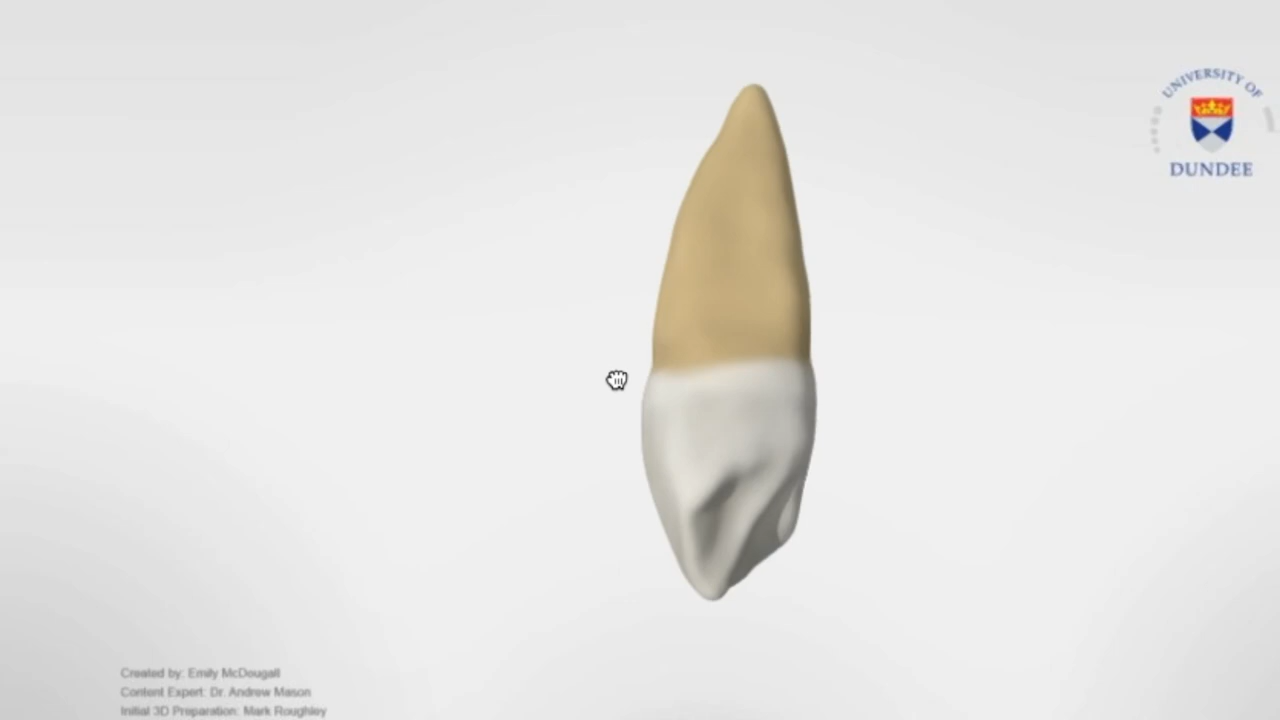 UNIVERSITY OF
DUNDEE
Created by: Emily McDougall
Content Expert: Dr. Andrew Mason
Initial 3D Preparation: Mark Roughley